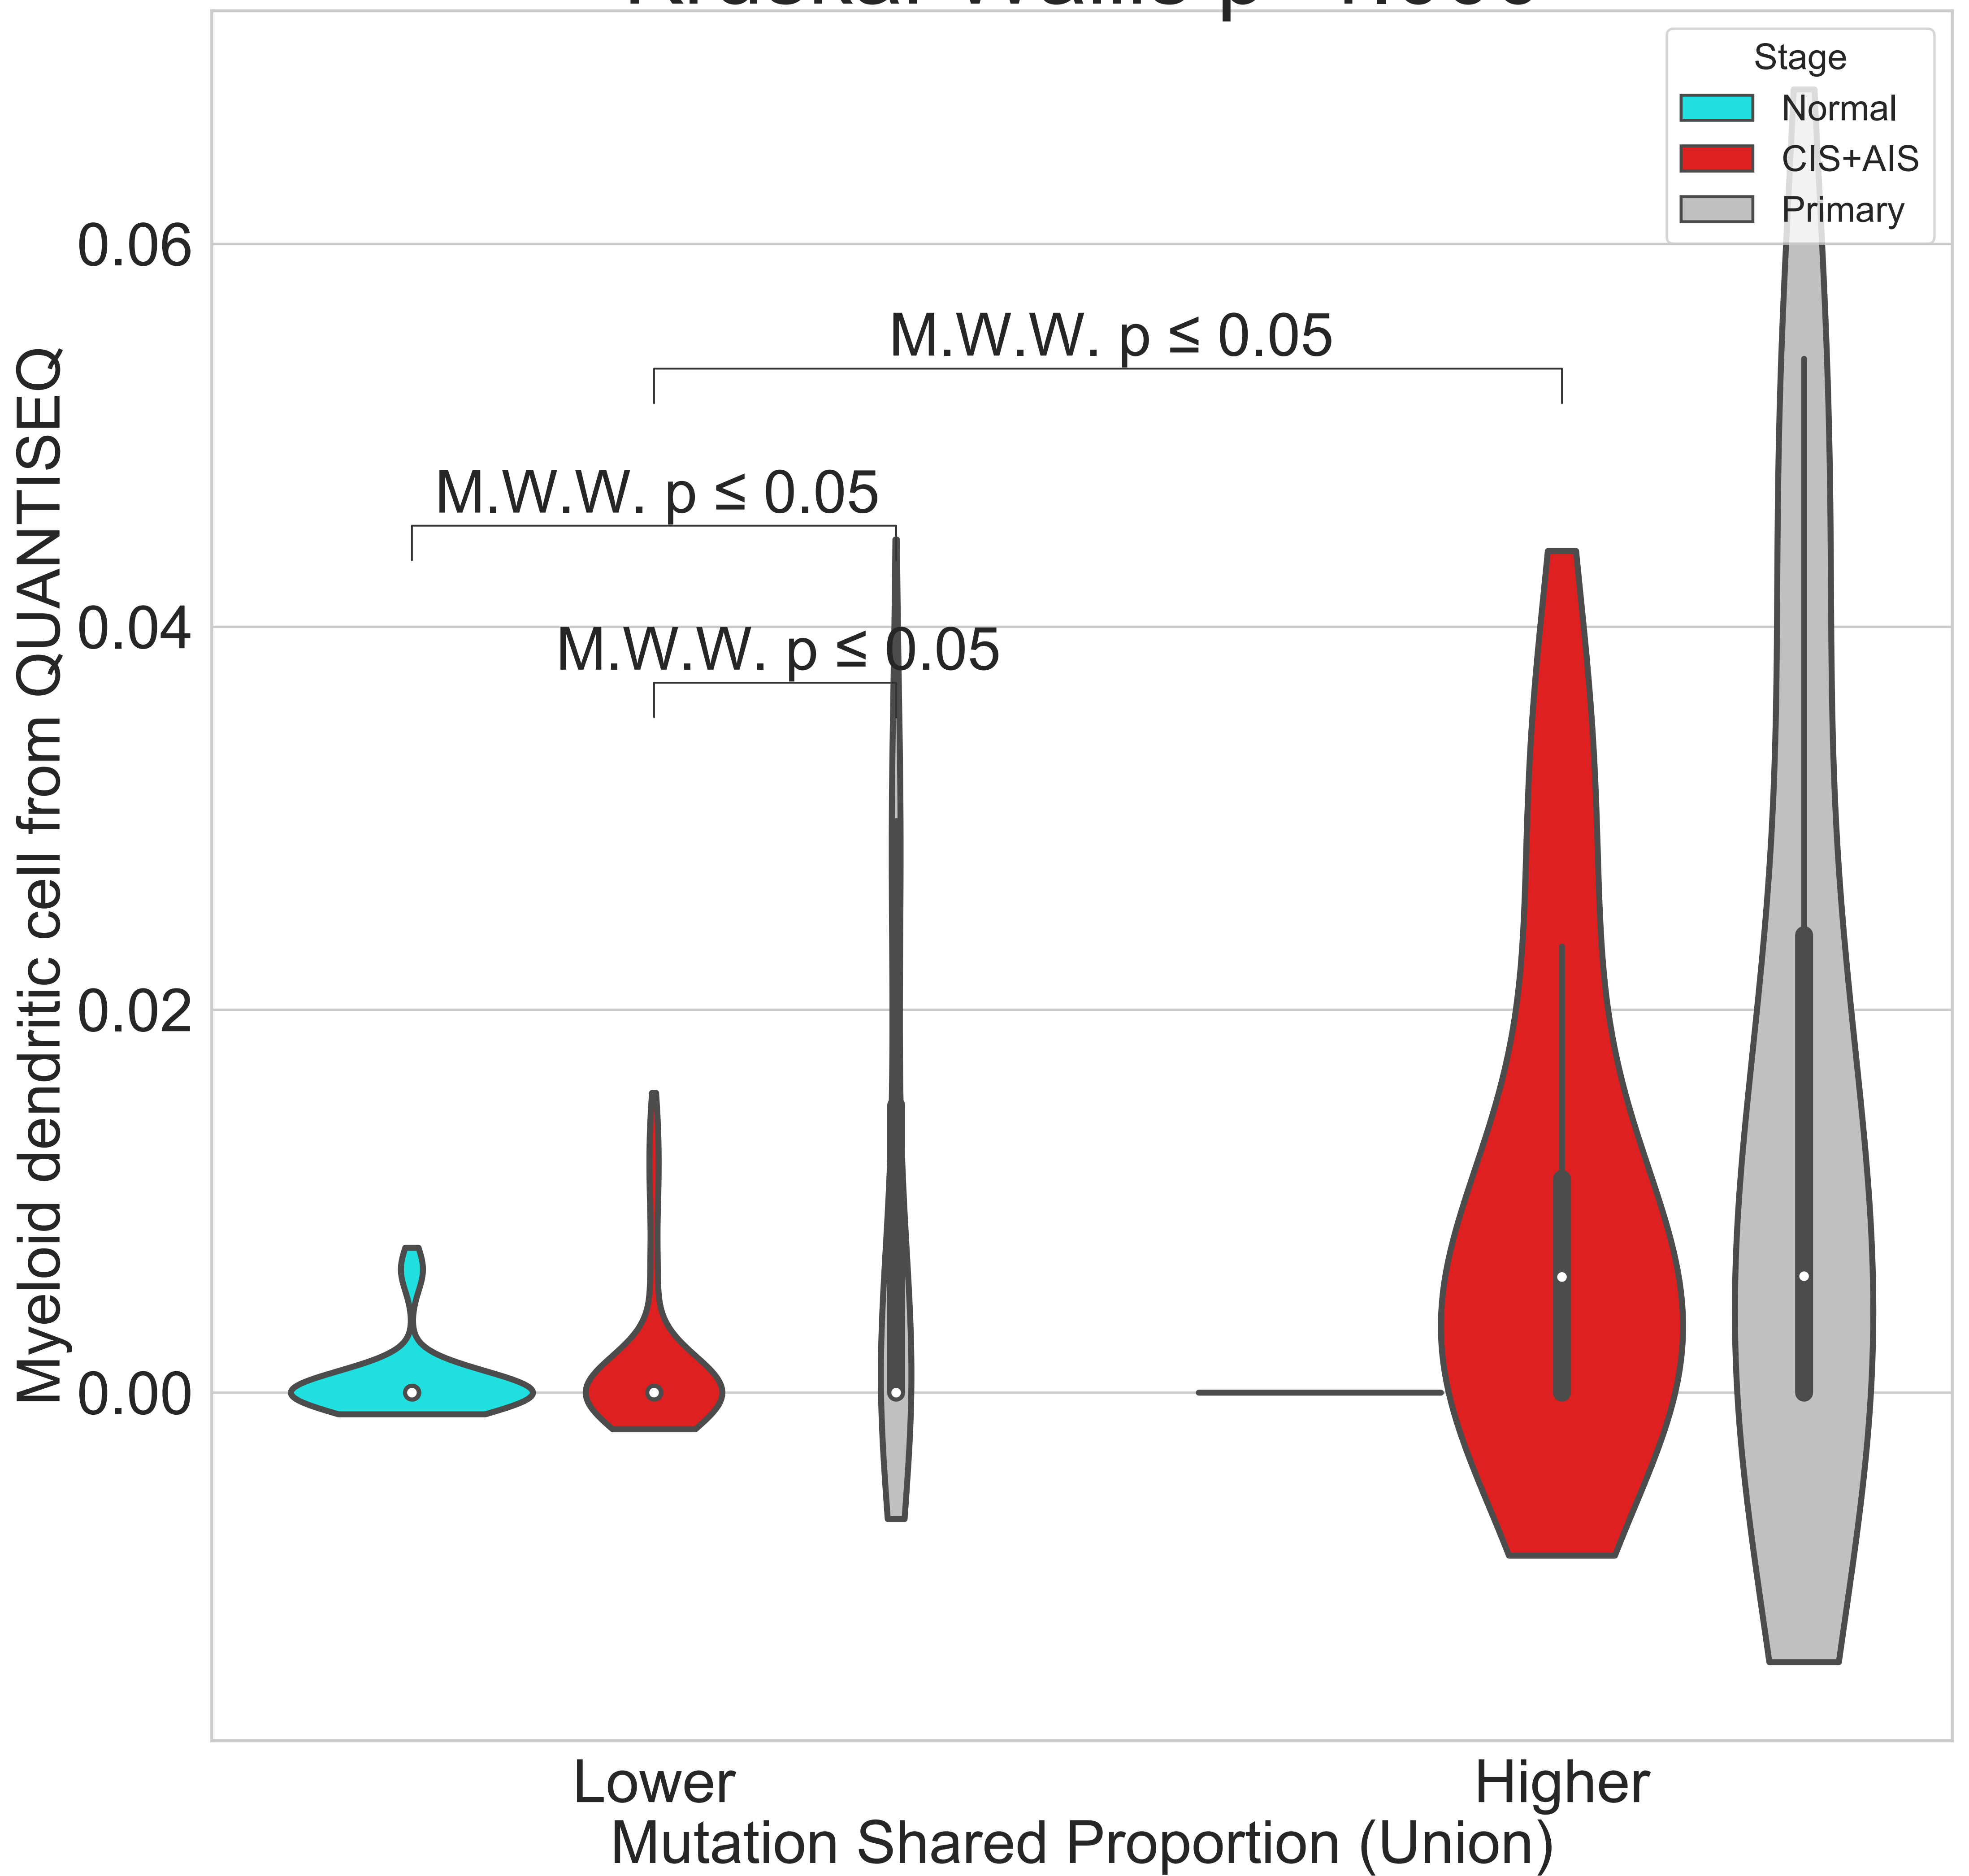 Stage
Normal
CIS+AIS
Primary
0.06
0.04
0.02
0.00
Myeloid dendritic cell from QUANTISEQ
M.W.W. p ≤ 0.05
M.W.W. p ≤ 0.05
M.W.W. p ≤ 0.05
Lower
Higher
Mutation Shared Proportion (Union)